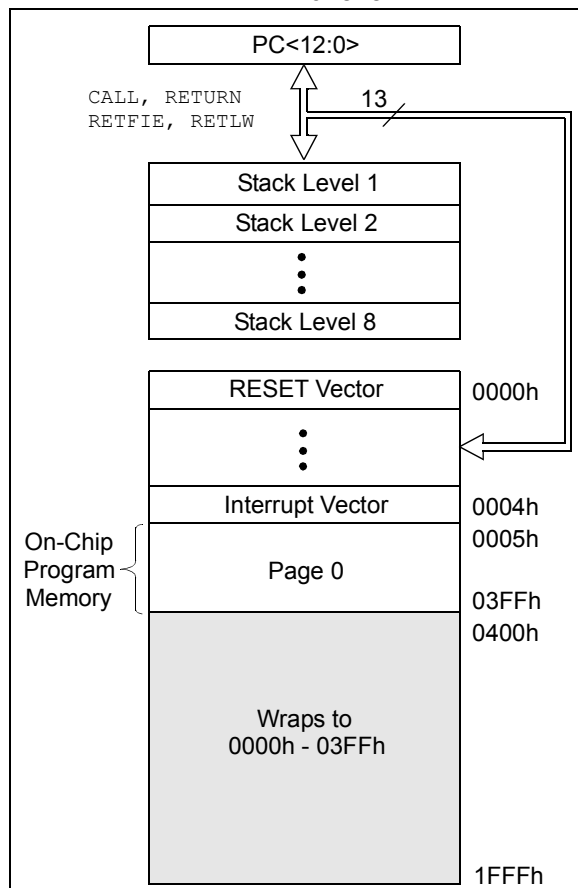 PC<12:0>
CALL, RETURN
RETFIE, RETLW
13
Stack Level 1
Stack Level 2
Stack Level 8
RESET Vector
0000h
Interrupt Vector
0004h
0005h
On-Chip
Program
Memory
Page 0
03FFh
0400h
Wraps to
0000h - 03FFh
1FFFh